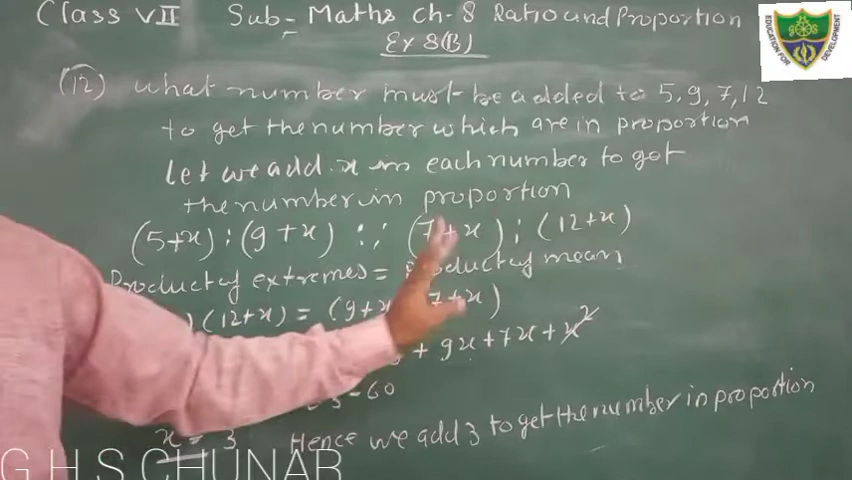 Class VII Sub- Maths Ch-8 Ratio and Proportion
Ex 8(B)
EDUCATION FOR DEVELOPMENT
(12) what number must be added to 5, 9, 7, 12
to get the number which are in proportion
let we add x in each number to get
the number in proportion
(5+x) : (9+x) :: (7+x) : (12+x)
Product of extremes = Product of mean
) (12+x) = (9+x 7+x)
+ 9x + 7x + x²
3-60
x = 3 Hence we add 3 to get the number in proportion
G H S CHUNAR